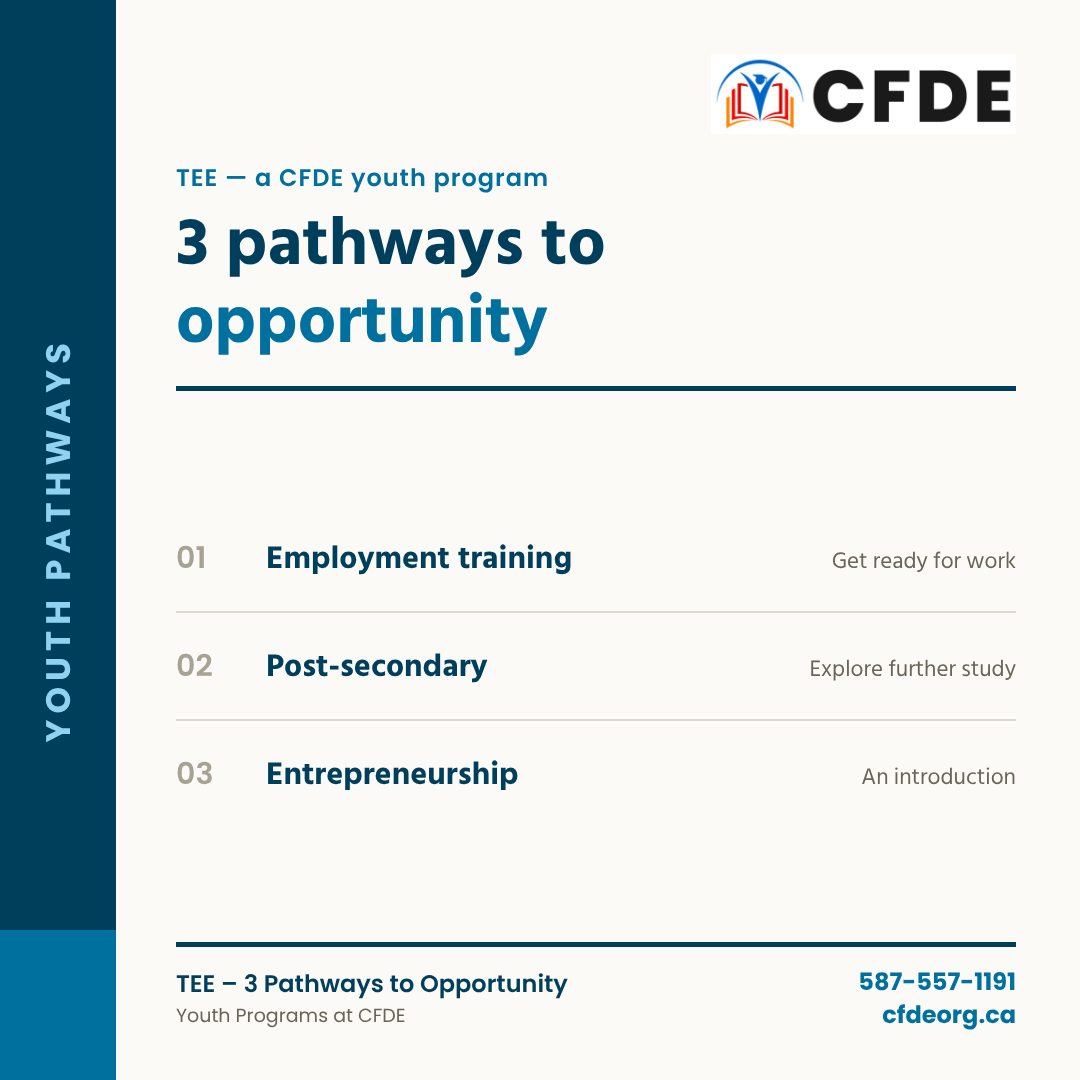 CFDE
TEE — a CFDE youth program
3 pathways to
opportunity
YOUTH PATHWAYS
01 Employment training Get ready for work
02 Post-secondary Explore further study
03 Entrepreneurship An introduction
TEE – 3 Pathways to Opportunity
Youth Programs at CFDE
587-557-1191
cfdeorg.ca